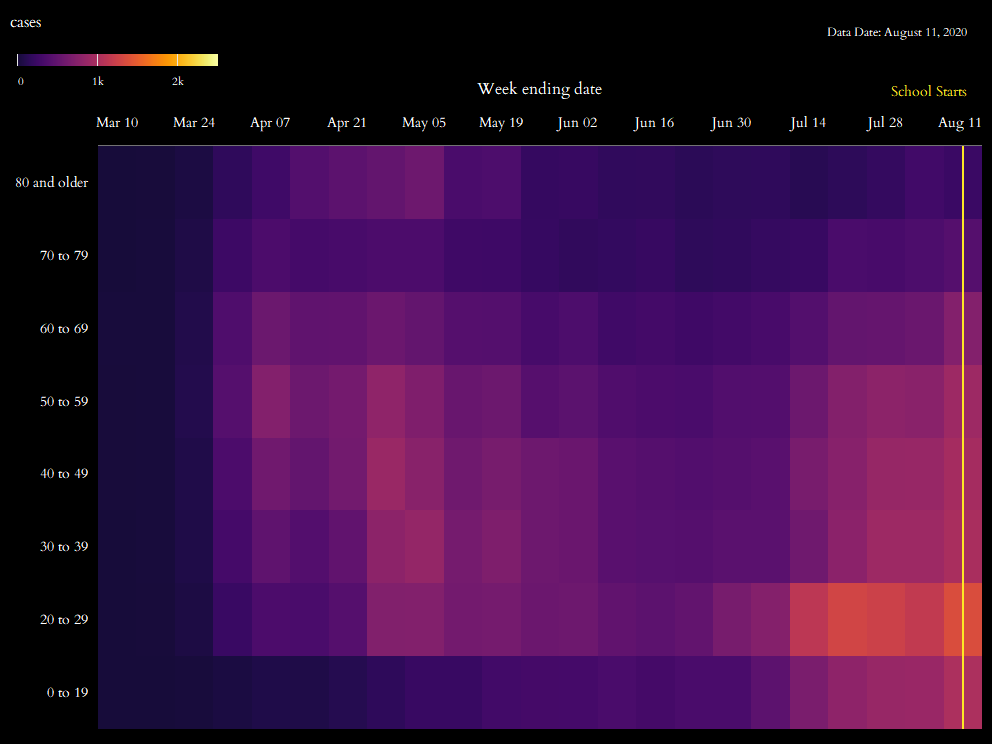 cases
Data Date: August 11, 2020
0 1k 2k
Week ending date
School Starts
Mar 10 Mar 24 Apr 07 Apr 21 May 05 May 19 Jun 02 Jun 16 Jun 30 Jul 14 Jul 28 Aug 11
80 and older
70 to 79
60 to 69
50 to 59
40 to 49
30 to 39
20 to 29
0 to 19